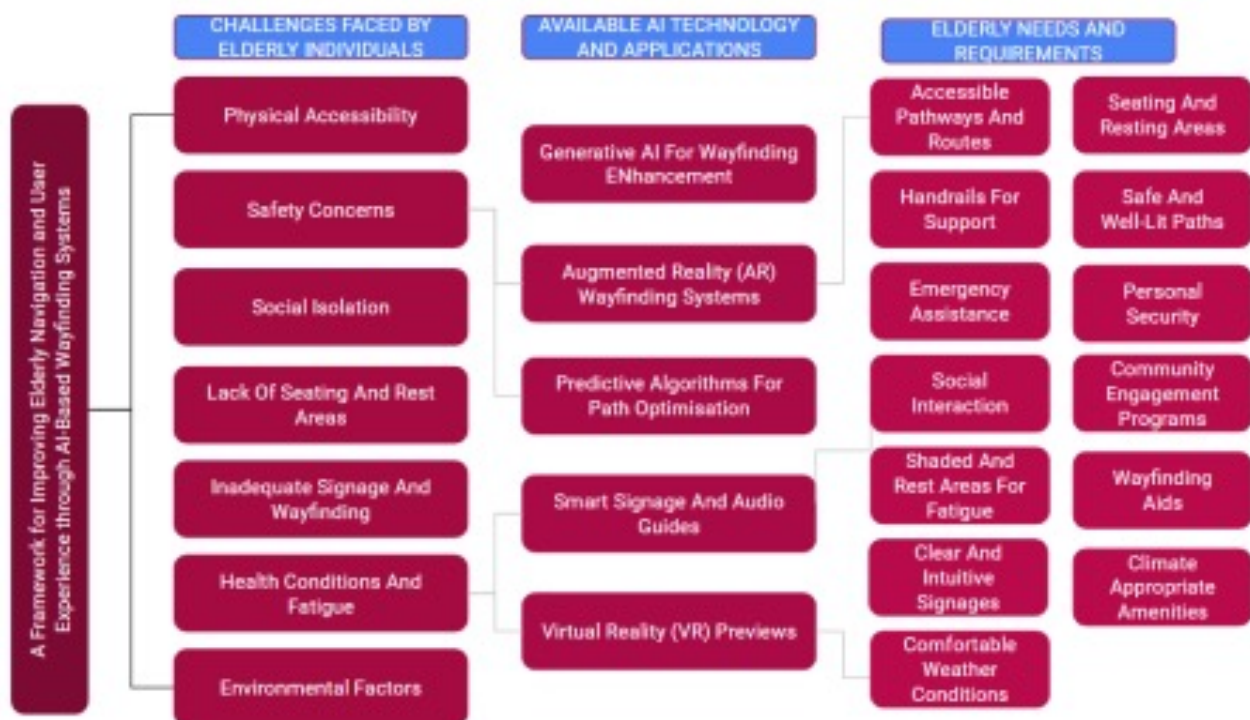 CHALLENGES FACED BY
ELDERLY INDIVIDUALS
AVAILABLE AI TECHNOLOGY
AND APPLICATIONS
ELDERLY NEEDS AND
REQUIREMENTS
A Framework for Improving Elderly Navigation and User
Experience through AI-Based Wayfinding Systems
Physical Accessibility
Safety Concerns
Social Isolation
Lack Of Seating And Rest
Areas
Inadequate Signage And
Wayfinding
Health Conditions And
Fatigue
Environmental Factors
Generative AI For Wayfinding
ENhancement
Augmented Reality (AR)
Wayfinding Systems
Predictive Algorithms For
Path Optimisation
Smart Signage And Audio
Guides
Virtual Reality (VR) Previews
Accessible
Pathways And
Routes
Handrails For
Support
Emergency
Assistance
Social
Interaction
Shaded And
Rest Areas For
Fatigue
Clear And
Intuitive
Signages
Comfortable
Weather
Conditions
Seating And
Resting Areas
Safe And
Well-Lit Paths
Personal
Security
Community
Engagement
Programs
Wayfinding
Aids
Climate
Appropriate
Amenities